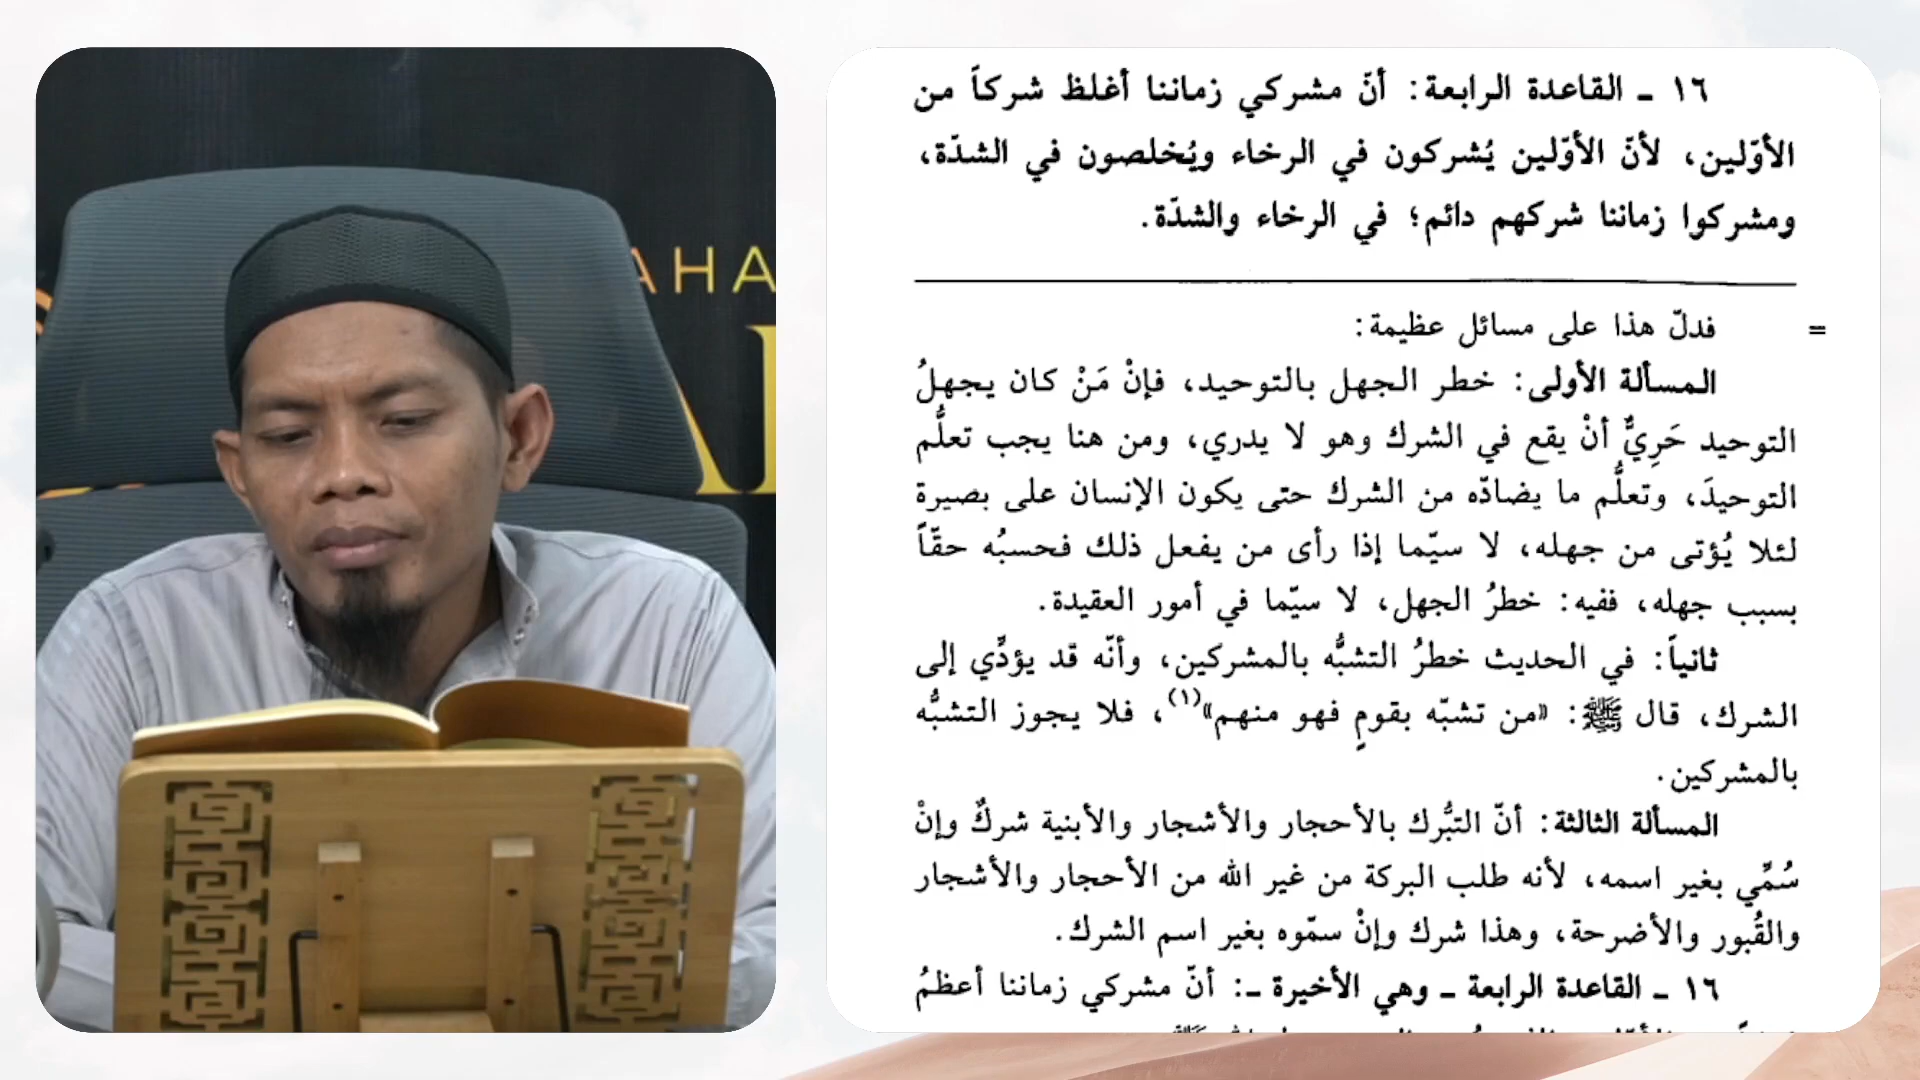 AHA
١٦ ـ القاعدة الرابعة: أنّ مشركي زماننا أغلظ شركاً من
الأوّلين، لأنّ الأوّلين يُشركون في الرخاء ويُخلصون في الشدّة،
ومشركوا زماننا شركهم دائم؛ في الرخاء والشدّة.
= فدلّ هذا على مسائل عظيمة:
المسألة الأولى: خطر الجهل بالتوحيد، فإنْ مَنْ كان يجهلُ
التوحيد حَرِيٌّ أنْ يقع في الشرك وهو لا يدري، ومن هنا يجب تعلُّم
التوحيدَ، وتعلُّم ما يضادّه من الشرك حتى يكون الإنسان على بصيرة
لئلا يُؤتى من جهله، لا سيّما إذا رأى من يفعل ذلك فحسبُه حقّاً
بسبب جهله، ففيه: خطرُ الجهل، لا سيّما في أمور العقيدة.
ثانياً: في الحديث خطرُ التشبُّه بالمشركين، وأنّه قد يؤدِّي إلى
الشرك، قال ﷺ: «من تشبّه بقومٍ فهو منهم»(١)، فلا يجوز التشبُّه
بالمشركين.
المسألة الثالثة: أنّ التبُّرك بالأحجار والأشجار والأبنية شركٌ وإنْ
سُمِّي بغير اسمه، لأنه طلب البركة من غير الله من الأحجار والأشجار
والقُبور والأضرحة، وهذا شرك وإنْ سمّوه بغير اسم الشرك.
١٦ ـ القاعدة الرابعة ـ وهي الأخيرة ـ: أنّ مشركي زماننا أعظمُ